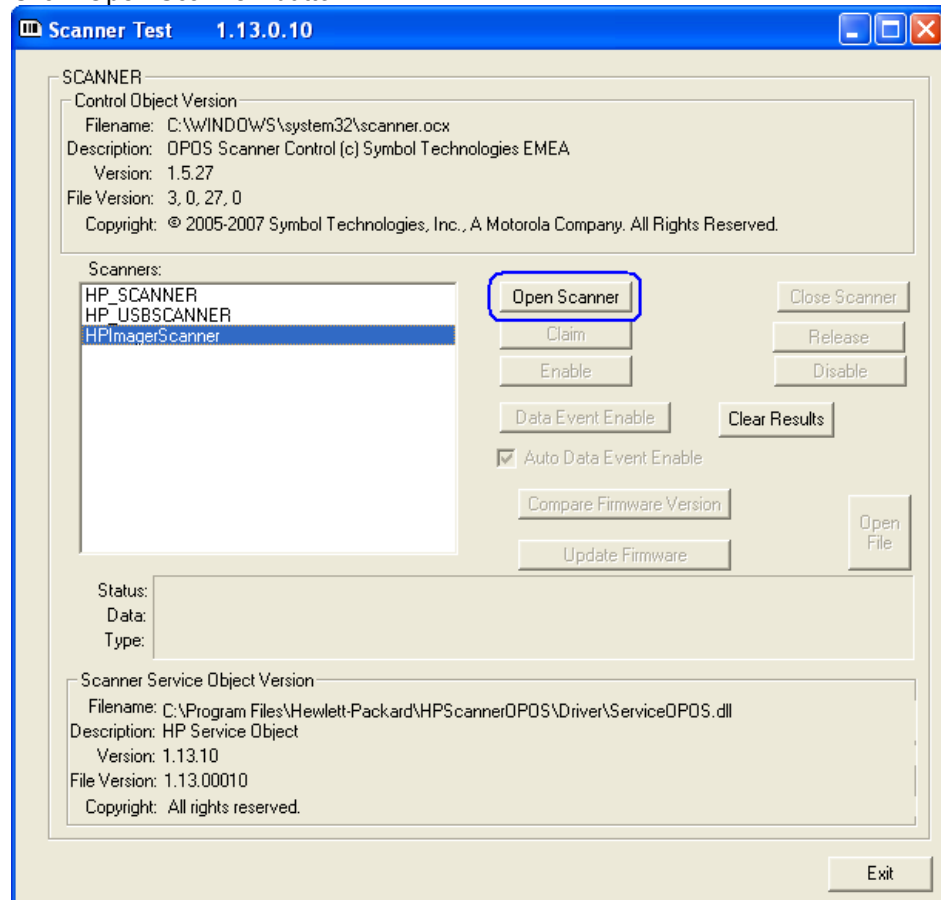 Scanner Test 1.13.0.10
SCANNER
Control Object Version
Filename: C:\WINDOWS\system32\scanner.ocx
Description: OPOS Scanner Control (c) Symbol Technologies EMEA
Version: 1.5.27
File Version: 3, 0, 27, 0
Copyright: © 2005-2007 Symbol Technologies, Inc., A Motorola Company. All Rights Reserved.
Scanners:
HP_SCANNER
HP_USBSCANNER
HPImagerScanner
Open Scanner
Close Scanner
Claim
Release
Enable
Disable
Data Event Enable
Clear Results
Auto Data Event Enable
Compare Firmware Version
Update Firmware
Open
File
Status:
Data:
Type:
Scanner Service Object Version
Filename: C:\Program Files\Hewlett-Packard\HPScannerOPOS\Driver\ServiceOPOS.dll
Description: HP Service Object
Version: 1.13.10
File Version: 1.13.00010
Copyright: All rights reserved.
Exit